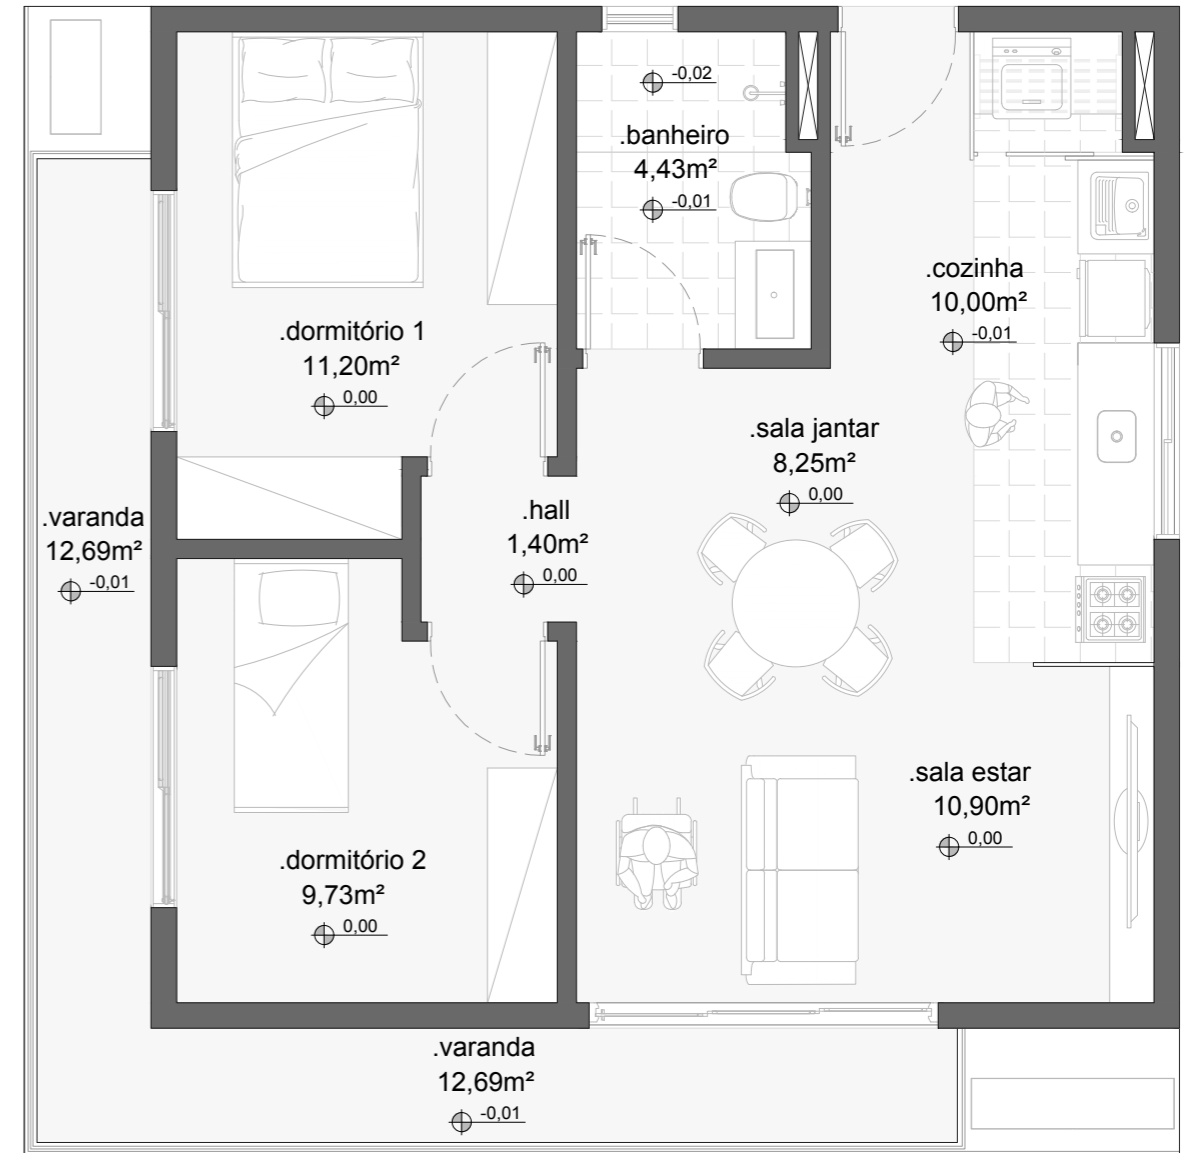 -0,02
.banheiro
4,43m²
-0,01
.cozinha
10,00m²
-0,01
.dormitório 1
11,20m²
0,00
.sala jantar
8,25m²
0,00
.varanda
12,69m²
-0,01
.hall
1,40m²
0,00
.sala estar
10,90m²
0,00
.dormitório 2
9,73m²
0,00
.varanda
12,69m²
-0,01